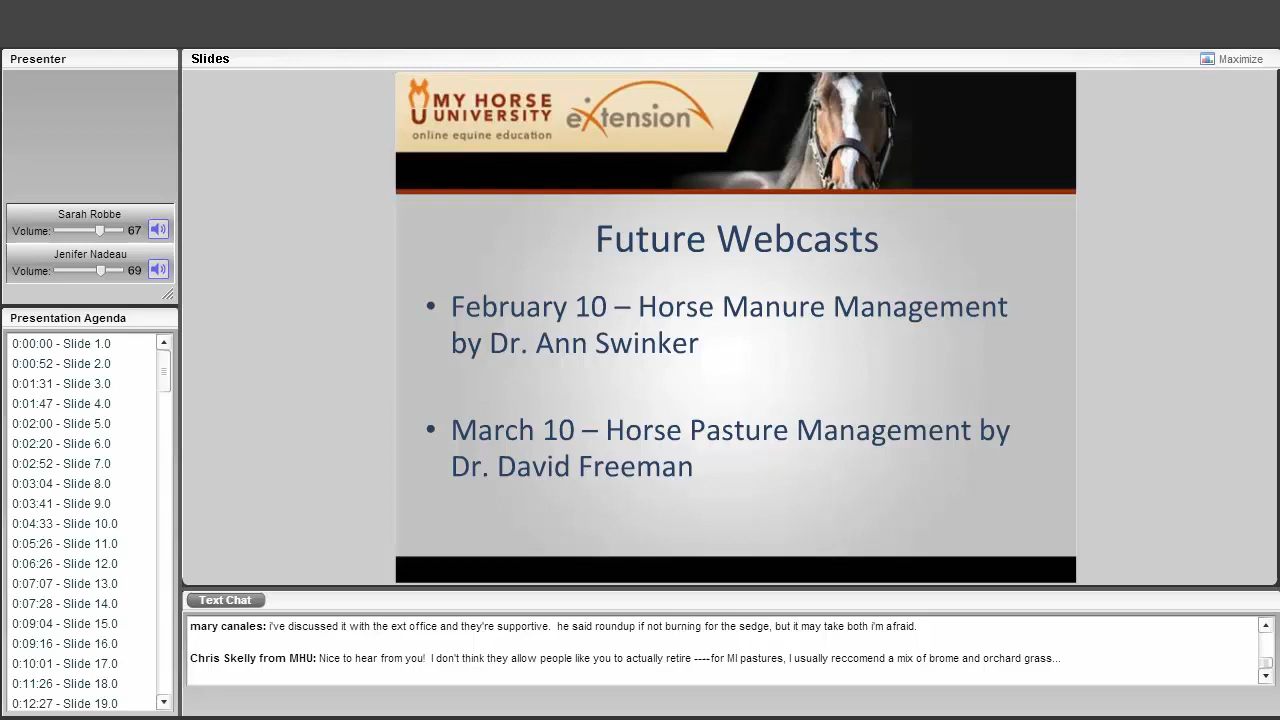 Presenter
Sarah Robbe
Volume: 67
Jenifer Nadeau
Volume: 69
Presentation Agenda
0:00:00 - Slide 1.0
0:00:52 - Slide 2.0
0:01:31 - Slide 3.0
0:01:47 - Slide 4.0
0:02:00 - Slide 5.0
0:02:20 - Slide 6.0
0:02:52 - Slide 7.0
0:03:04 - Slide 8.0
0:03:41 - Slide 9.0
0:04:33 - Slide 10.0
0:05:26 - Slide 11.0
0:06:26 - Slide 12.0
0:07:07 - Slide 13.0
0:07:28 - Slide 14.0
0:09:04 - Slide 15.0
0:09:16 - Slide 16.0
0:10:01 - Slide 17.0
0:11:26 - Slide 18.0
0:12:27 - Slide 19.0
Slides
Maximize
MY HORSE
UNIVERSITY
online equine education
eXtension
Future Webcasts
• February 10 – Horse Manure Management
by Dr. Ann Swinker
• March 10 – Horse Pasture Management by
Dr. David Freeman
Text Chat
mary canales: i've discussed it with the ext office and they're supportive.  he said roundup if not burning for the sedge, but it may take both i'm afraid.
Chris Skelly from MHU: Nice to hear from you!  I don't think they allow people like you to actually retire ----for MI pastures, I usually reccomend a mix of brome and orchard grass...